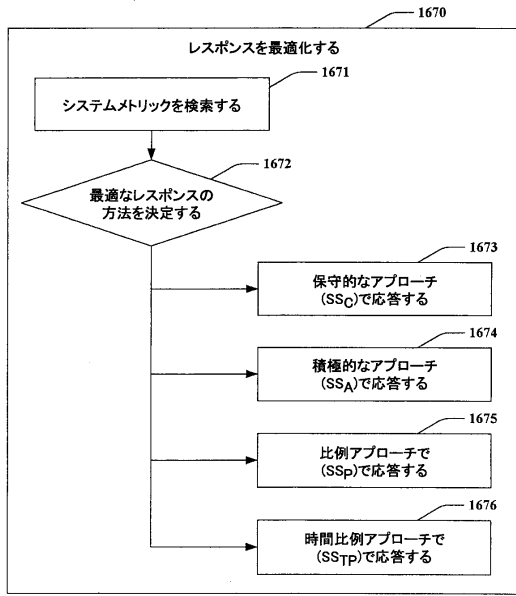 1670
レスポンスを最適化する
1671
システムメトリックを検索する
1672
最適なレスポンスの
方法を決定する
1673
保守的なアプローチ
(SSC)で応答する
1674
積極的なアプローチ
(SSA)で応答する
1675
比例アプローチで
(SSP)で応答する
1676
時間比例アプローチで
(SSTP)で応答する